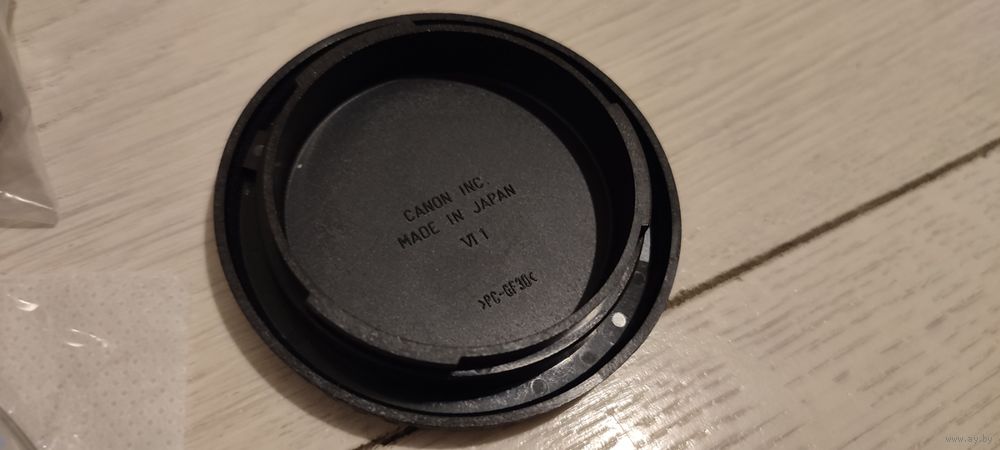 CANON INC.
MADE IN JAPAN
VI 1
>PC-GF30<
www.ay.by